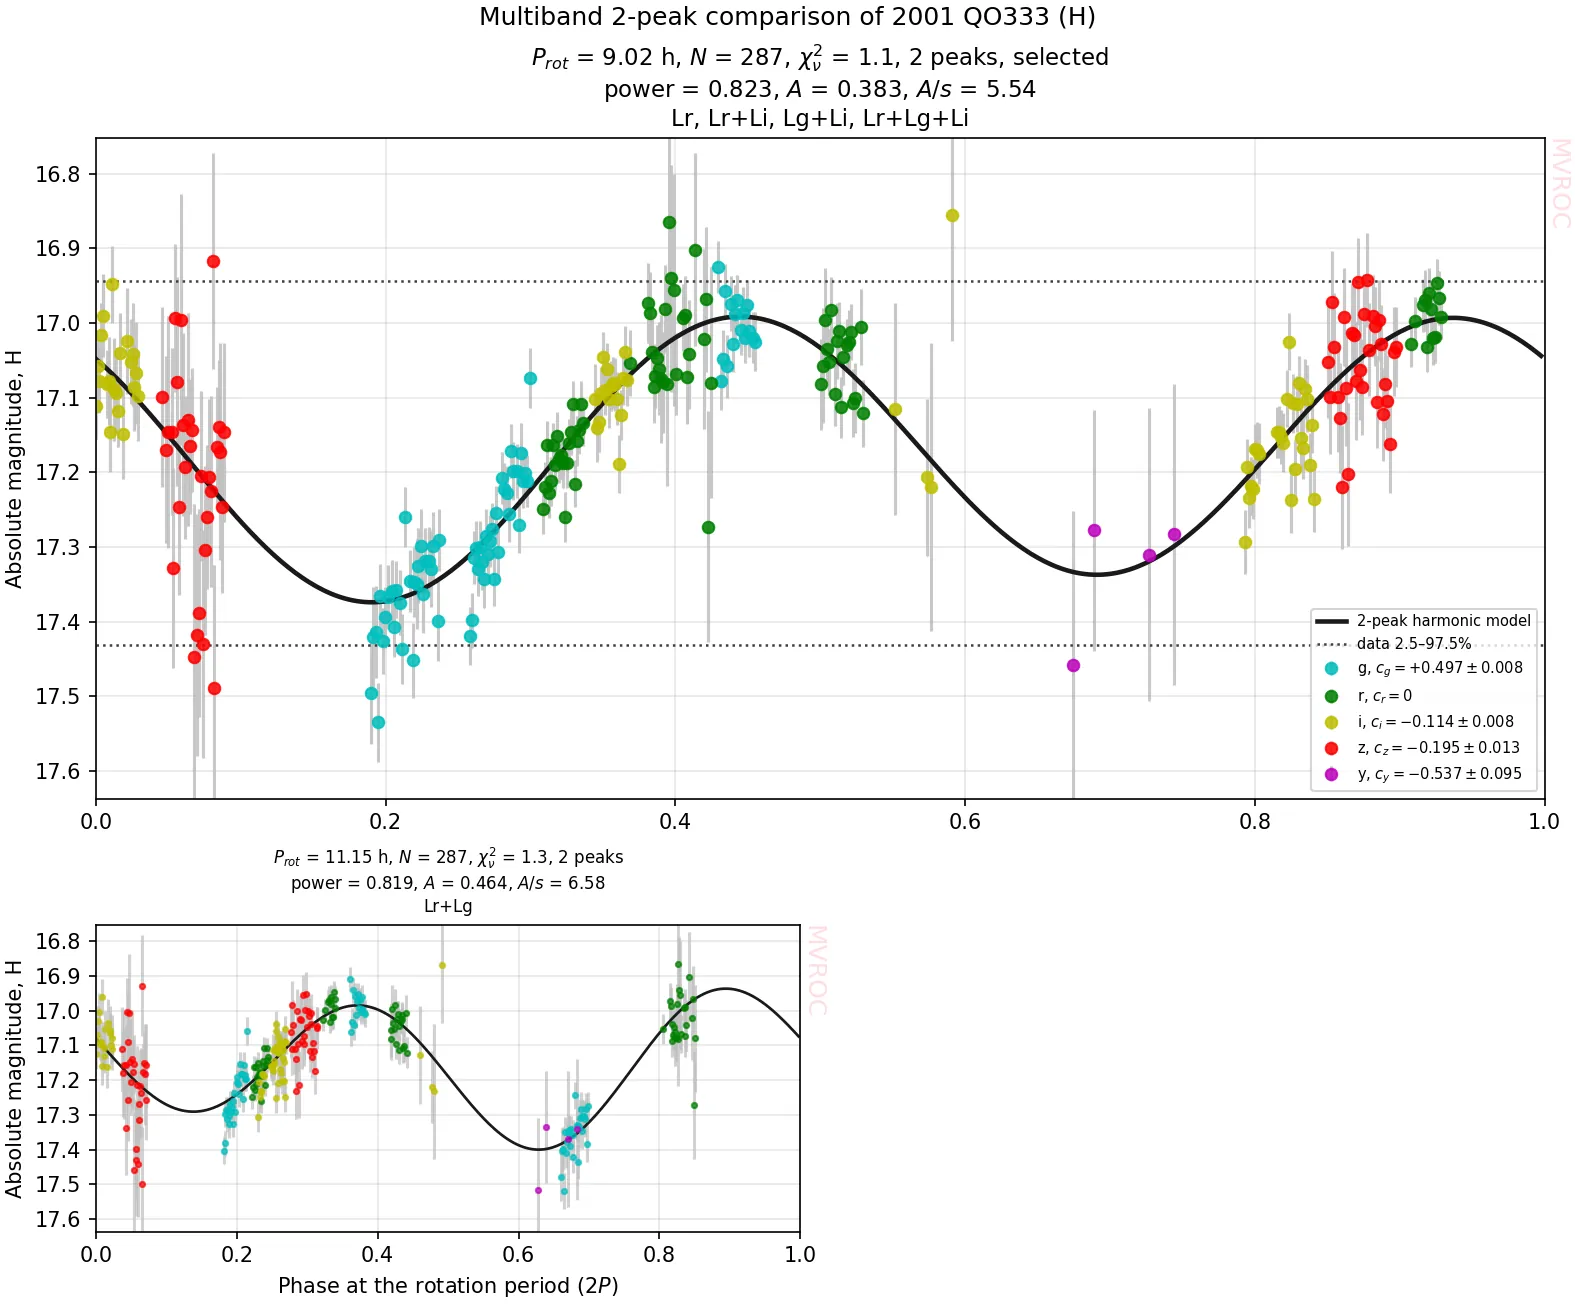 Multiband 2-peak comparison of 2001 QO333 (H)
P_rot = 9.02 h, N = 287, χ²_ν = 1.1, 2 peaks, selected
power = 0.823, A = 0.383, A/s = 5.54
Lr, Lr+Li, Lg+Li, Lr+Lg+Li
MVROC
Absolute magnitude, H
16.8
16.9
17.0
17.1
17.2
17.3
17.4
17.5
17.6
2-peak harmonic model
data 2.5–97.5%
g, c_g = +0.497 ± 0.008
r, c_r = 0
i, c_i = −0.114 ± 0.008
z, c_z = −0.195 ± 0.013
y, c_y = −0.537 ± 0.095
0.0 0.2 0.4 0.6 0.8 1.0
P_rot = 11.15 h, N = 287, χ²_ν = 1.3, 2 peaks
power = 0.819, A = 0.464, A/s = 6.58
Lr+Lg
MVROC
Absolute magnitude, H
16.8
16.9
17.0
17.1
17.2
17.3
17.4
17.5
17.6
0.0 0.2 0.4 0.6 0.8 1.0
Phase at the rotation period (2P)